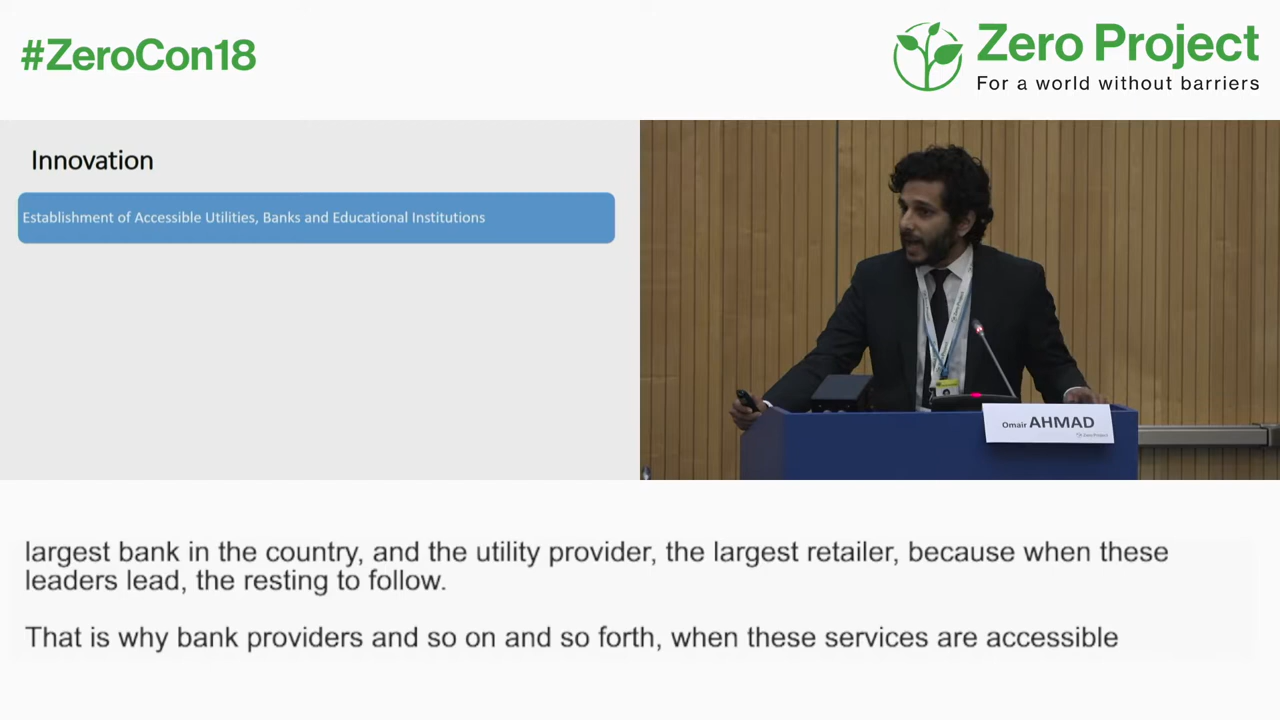 #ZeroCon18
Zero Project
For a world without barriers
Innovation
Establishment of Accessible Utilities, Banks and Educational Institutions
Omair AHMAD
Zero Project
largest bank in the country, and the utility provider, the largest retailer, because when these
leaders lead, the resting to follow.
That is why bank providers and so on and so forth, when these services are accessible